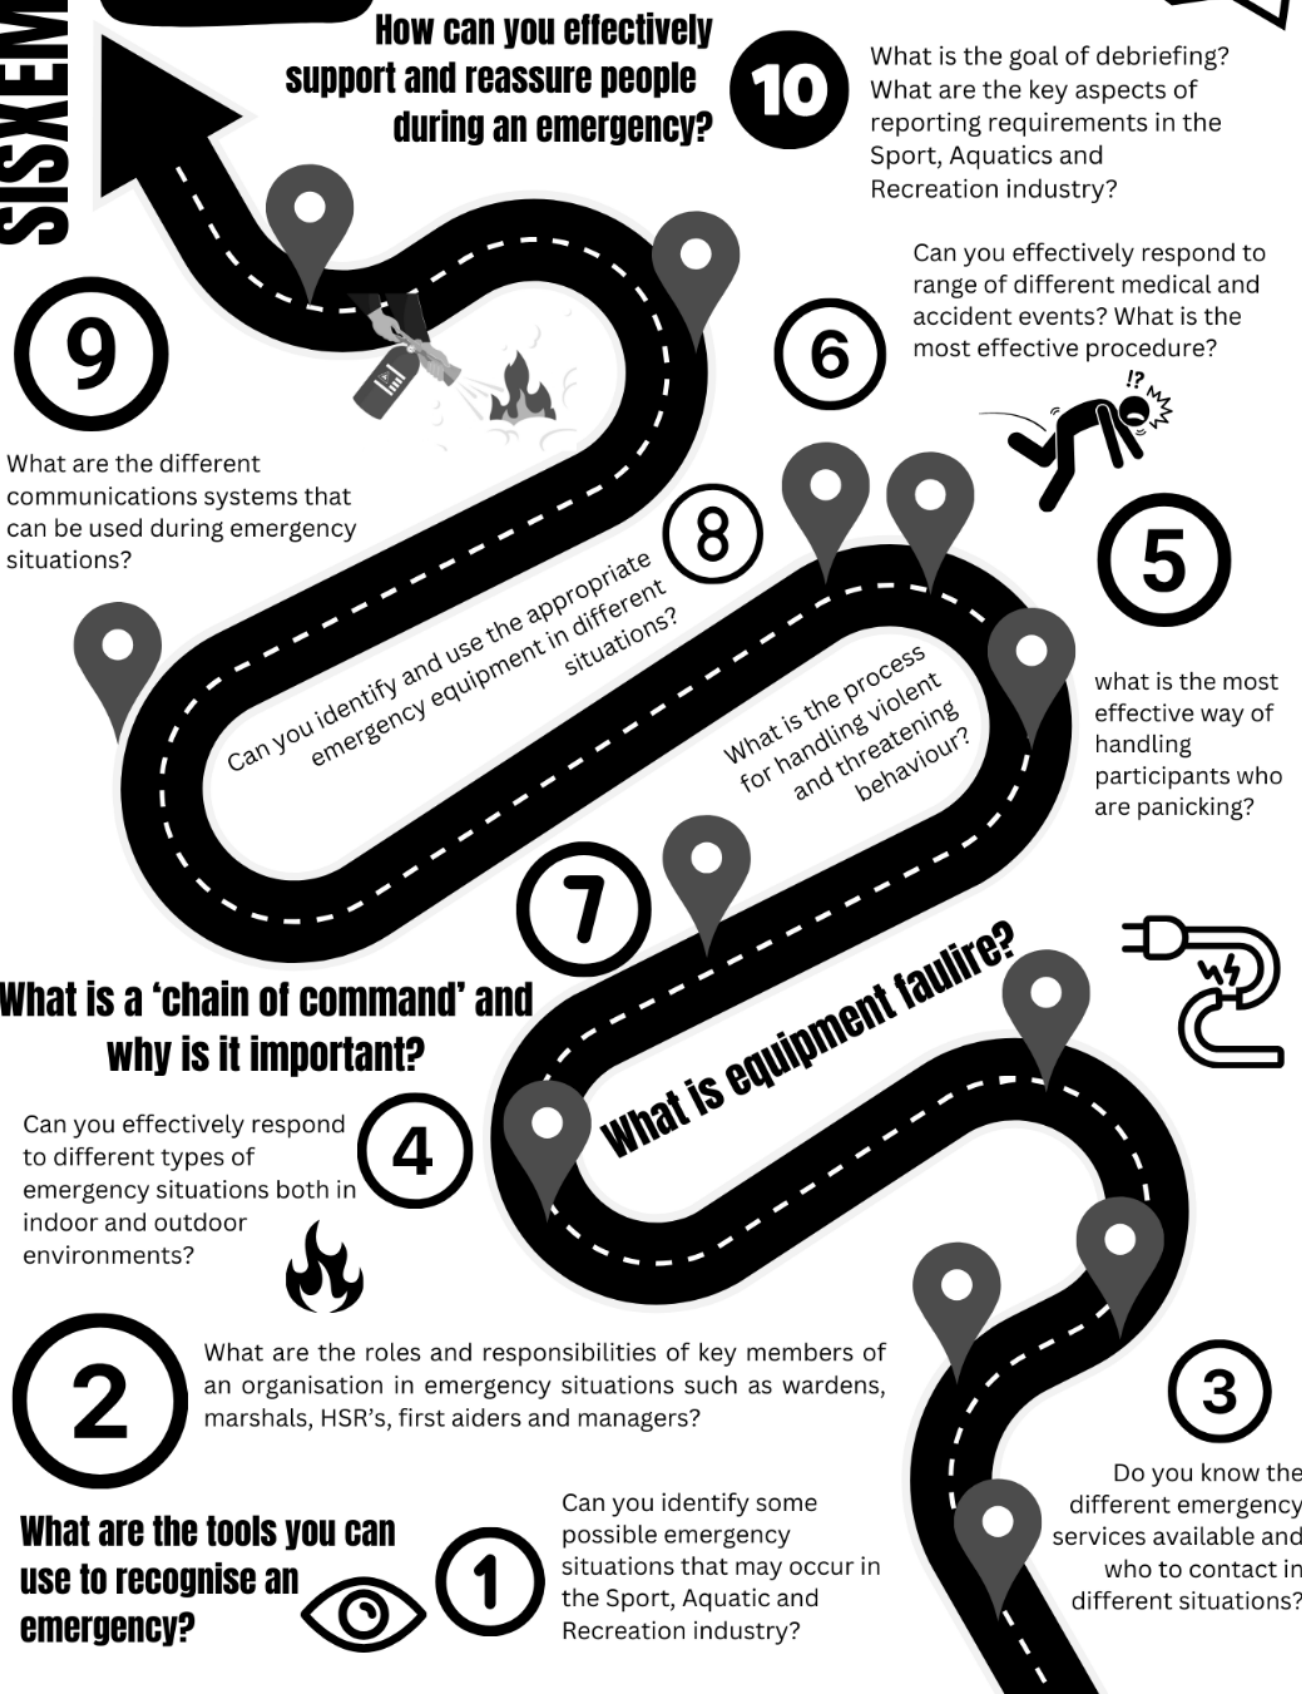 SISXEM
How can you effectively
support and reassure people
during an emergency?
10
What is the goal of debriefing?
What are the key aspects of
reporting requirements in the
Sport, Aquatics and
Recreation industry?
9
What are the different
communications systems that
can be used during emergency
situations?
6
Can you effectively respond to
range of different medical and
accident events? What is the
most effective procedure?
!?
8
Can you identify and use the appropriate
emergency equipment in different
situations?
5
what is the most
effective way of
handling
participants who
are panicking?
What is the process
for handling violent
and threatening
behaviour?
7
What is a ‘chain of command’ and
why is it important?
What is equipment faulire?
4
Can you effectively respond
to different types of
emergency situations both in
indoor and outdoor
environments?
2
What are the roles and responsibilities of key members of
an organisation in emergency situations such as wardens,
marshals, HSR’s, first aiders and managers?
3
Do you know the
different emergency
services available and
who to contact in
different situations?
What are the tools you can
use to recognise an
emergency?
1
Can you identify some
possible emergency
situations that may occur in
the Sport, Aquatic and
Recreation industry?